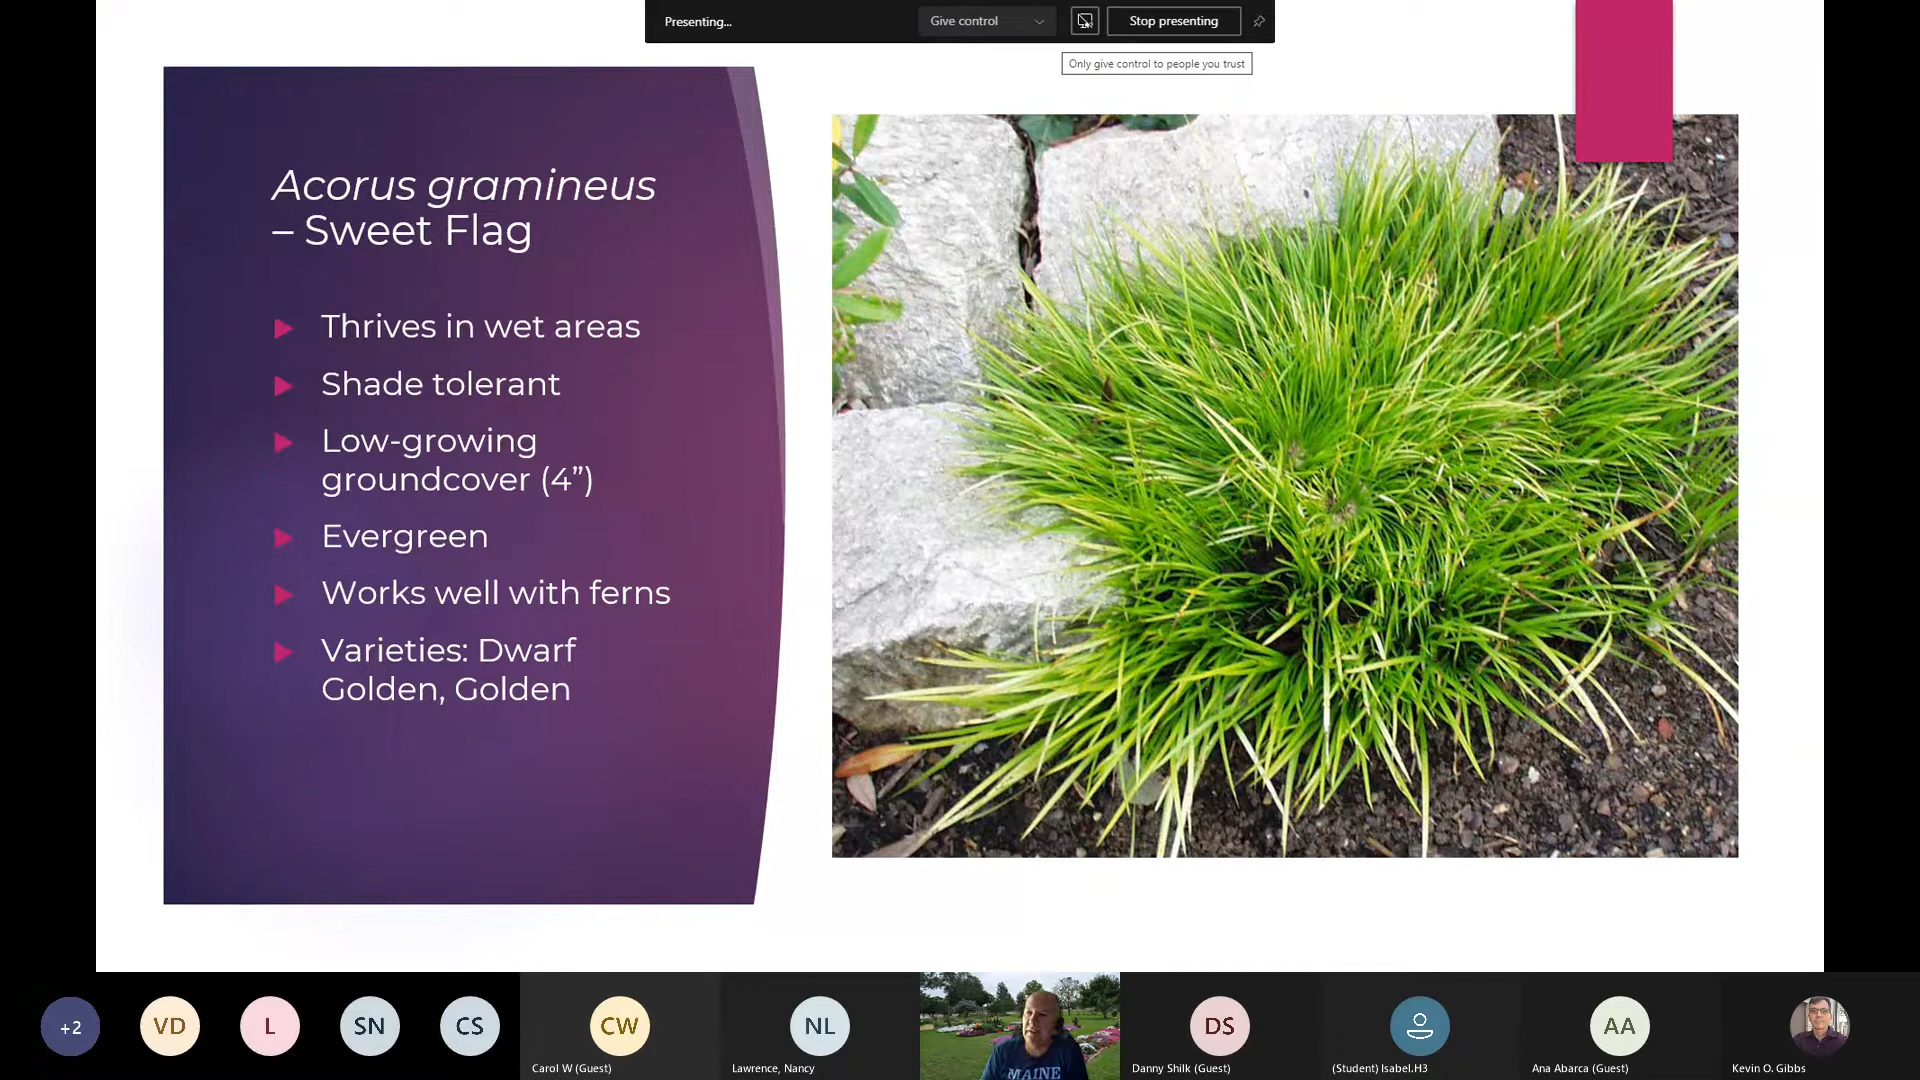 Presenting...
Give control
Stop presenting
Only give control to people you trust
Acorus gramineus
– Sweet Flag
Thrives in wet areas
Shade tolerant
Low-growing
groundcover (4”)
Evergreen
Works well with ferns
Varieties: Dwarf
Golden, Golden
+2
VD
L
SN
CS
CW
Carol W (Guest)
NL
Lawrence, Nancy
MAINE
DS
Danny Shilk (Guest)
(Student) Isabel.H3
AA
Ana Abarca (Guest)
Kevin O. Gibbs